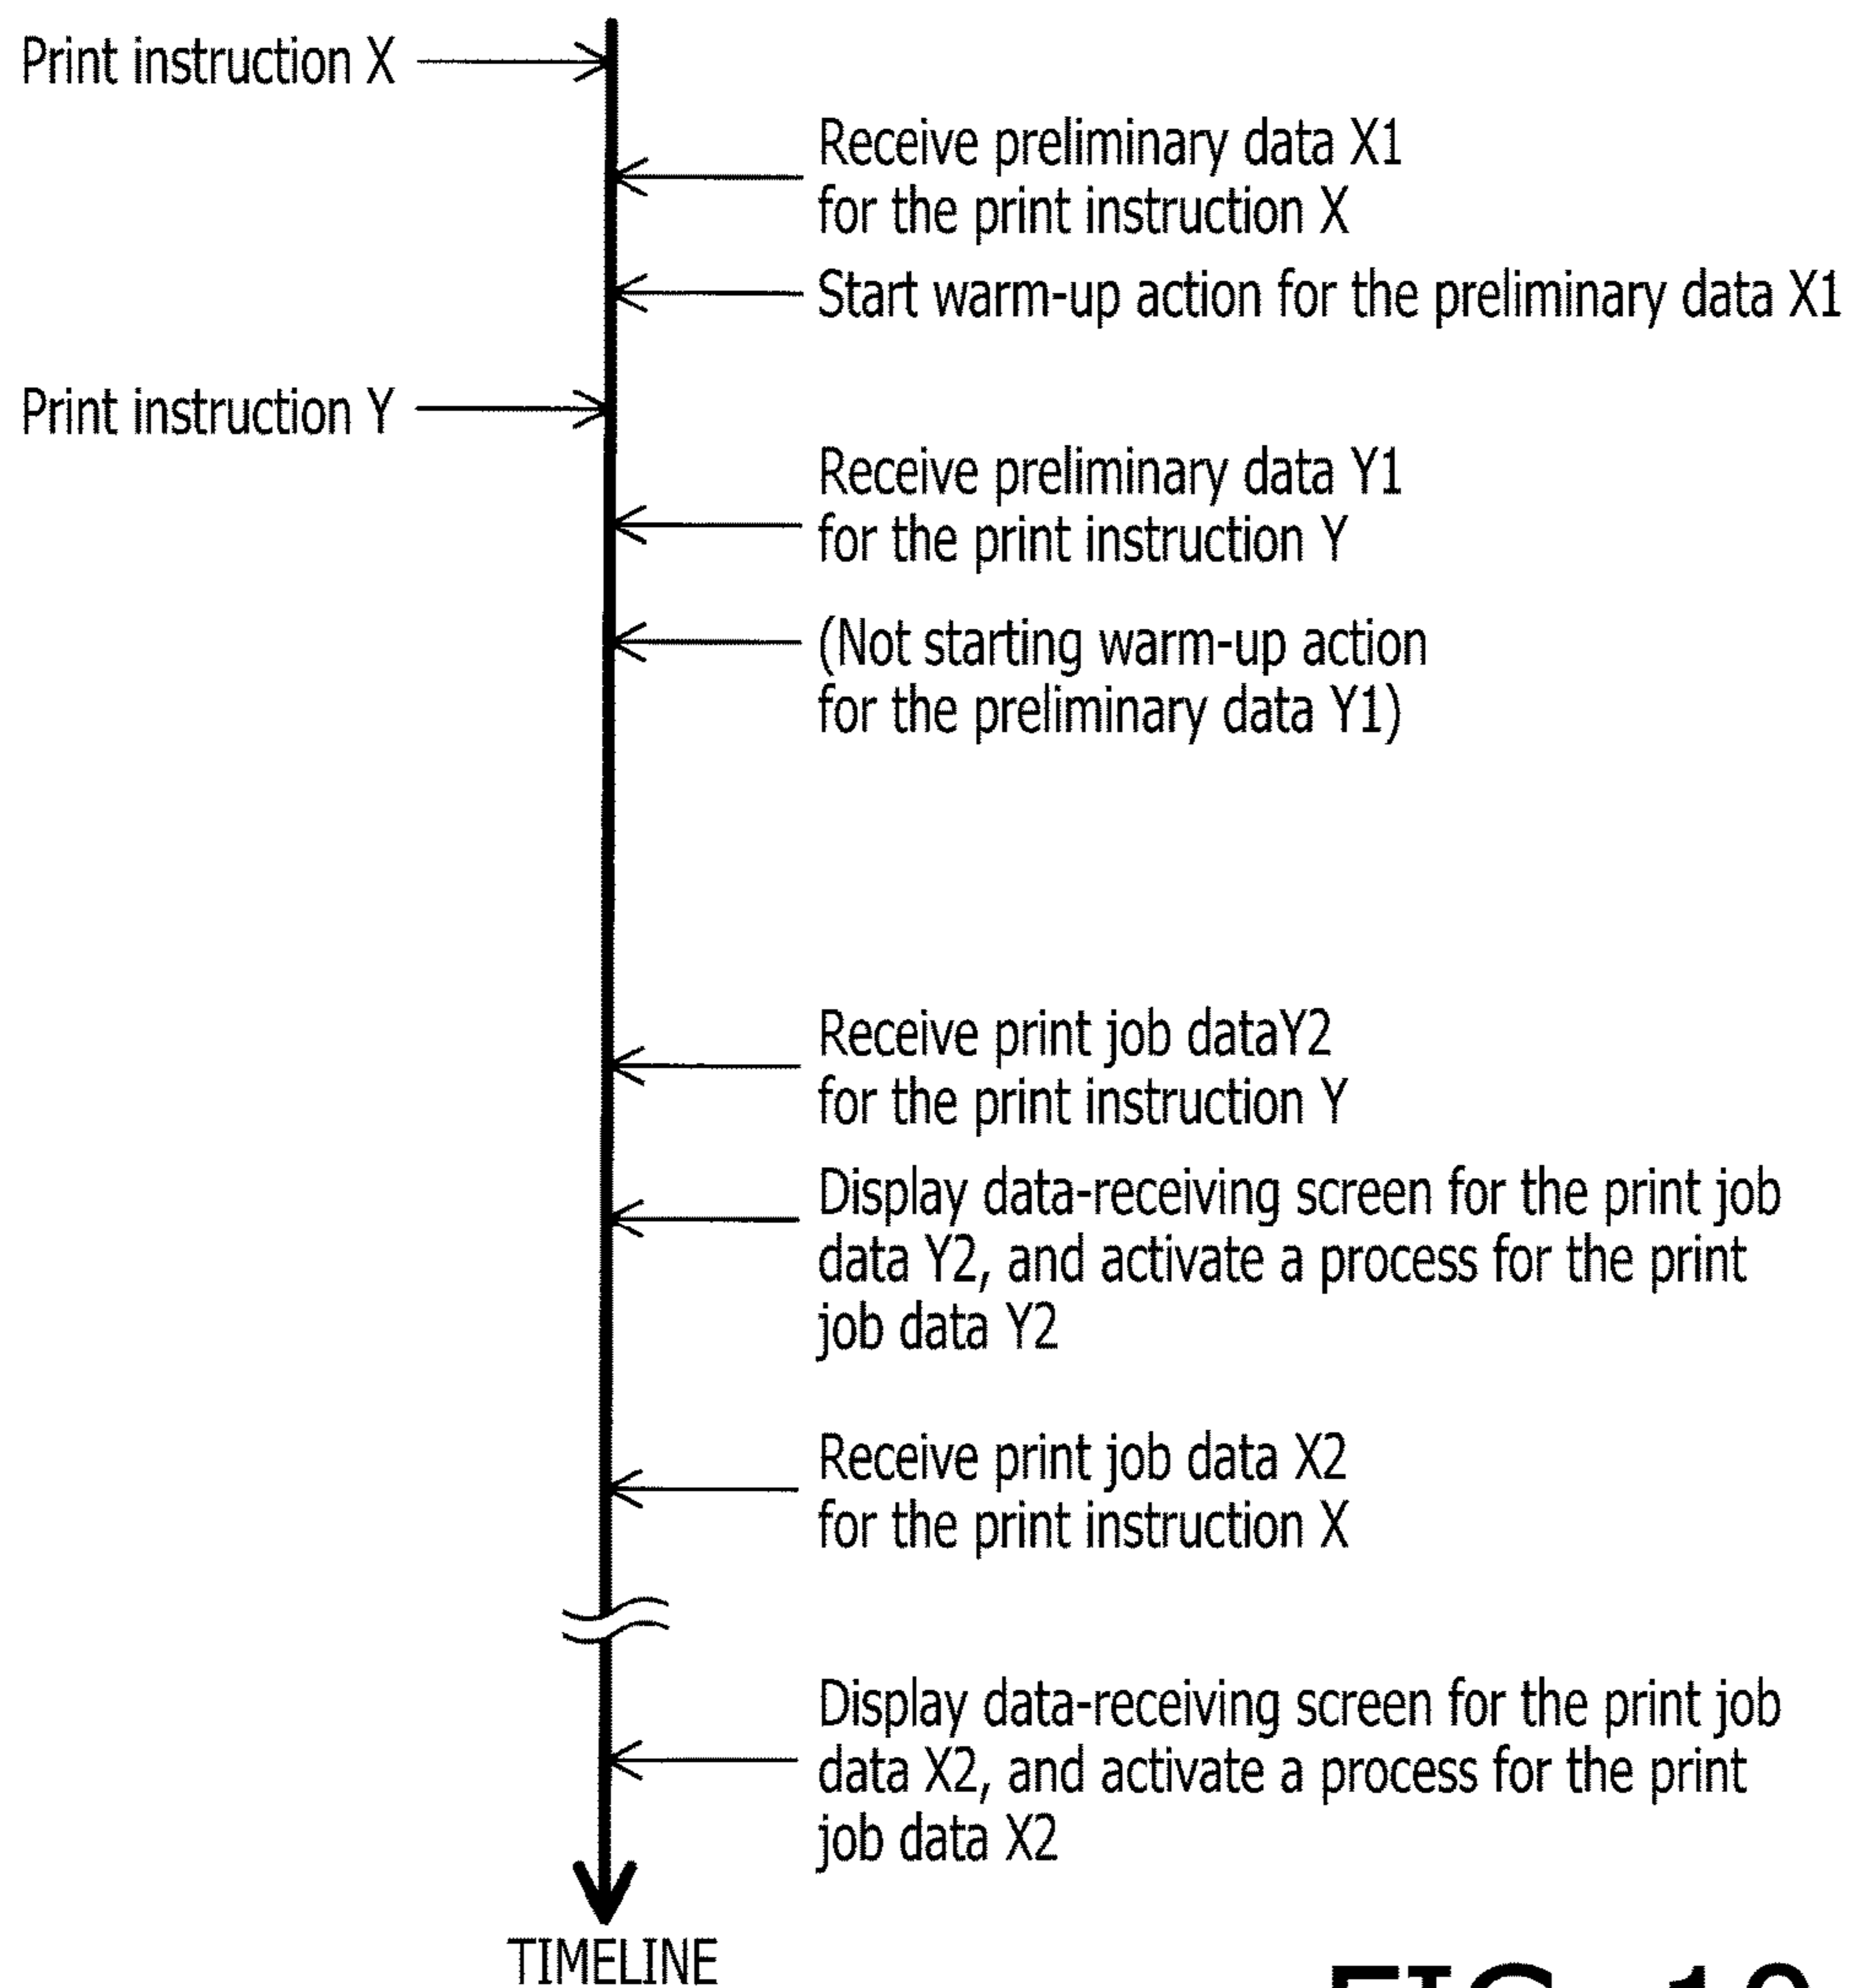 Print instruction X
Receive preliminary data X1
for the print instruction X
Start warm-up action for the preliminary data X1
Print instruction Y
Receive preliminary data Y1
for the print instruction Y
(Not starting warm-up action
for the preliminary data Y1)
Receive print job dataY2
for the print instruction Y
Display data-receiving screen for the print job
data Y2, and activate a process for the print
job data Y2
Receive print job data X2
for the print instruction X
Display data-receiving screen for the print job
data X2, and activate a process for the print
job data X2
TIMELINE